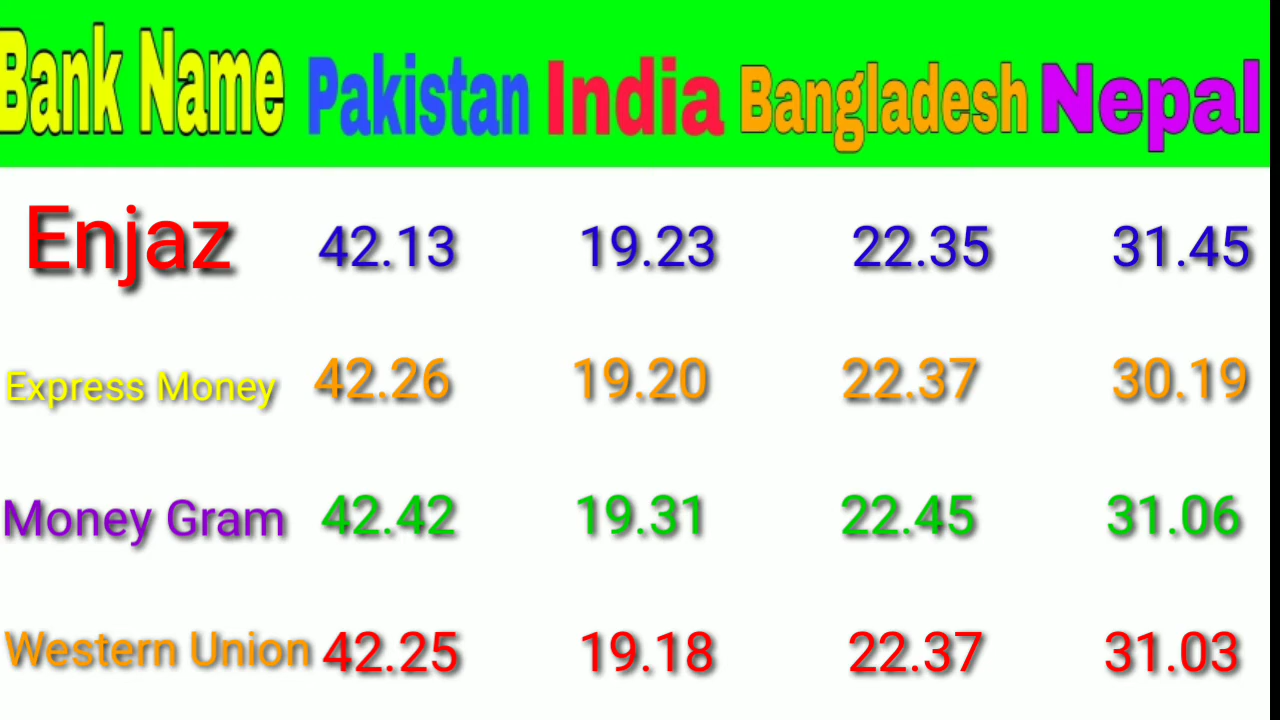 Bank Name Pakistan India Bangladesh Nepal
Enjaz 42.13 19.23 22.35 31.45
Express Money 42.26 19.20 22.37 30.19
Money Gram 42.42 19.31 22.45 31.06
Western Union 42.25 19.18 22.37 31.03